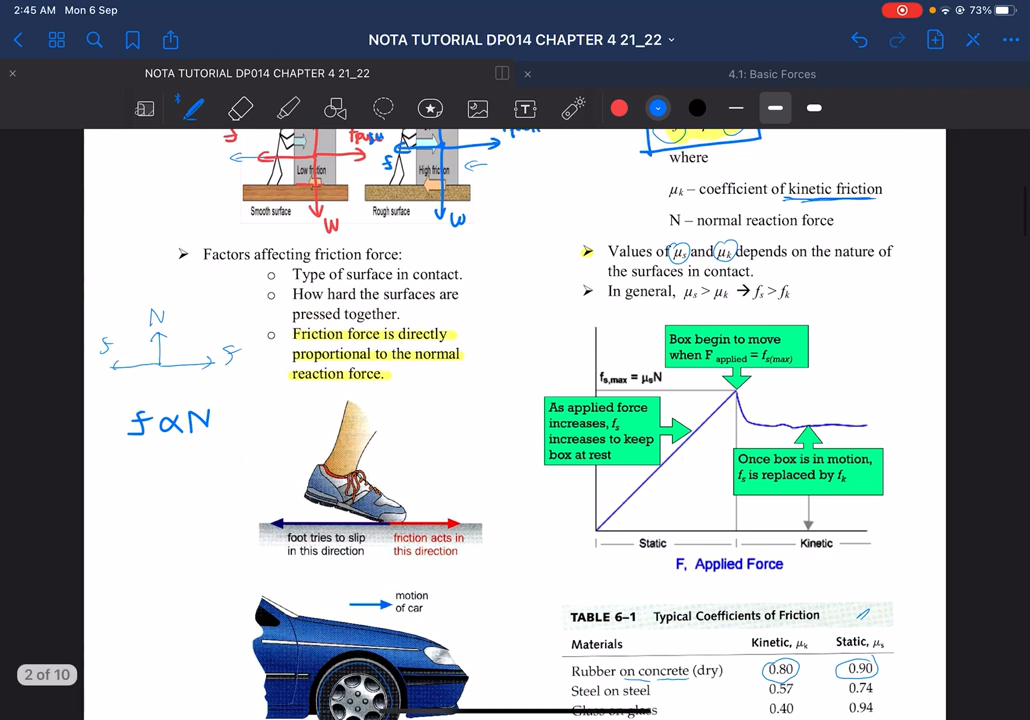 2:45 AM Mon 6 Sep
73%
NOTA TUTORIAL DP014 CHAPTER 4 21_22
NOTA TUTORIAL DP014 CHAPTER 4 21_22
4.1: Basic Forces
f
Low friction
W
Smooth surface
f
High friction
W
Rough surface
➢ Factors affecting friction force:
o Type of surface in contact.
o How hard the surfaces are
pressed together.
o Friction force is directly
proportional to the normal
reaction force.
N
f
f
f ∝ N
foot tries to slip
in this direction
friction acts in
this direction
motion
of car
2 of 10
where
μk – coefficient of kinetic friction
N – normal reaction force
➢ Values of μs and μk depends on the nature of
the surfaces in contact.
➢ In general, μs > μk → fs > fk
Box begin to move
when F applied = fs(max)
fs,max = μsN
As applied force
increases, fs
increases to keep
box at rest
Once box is in motion,
fs is replaced by fk
Static
Kinetic
F, Applied Force
TABLE 6–1 Typical Coefficients of Friction
Materials Kinetic, μk Static, μs
Rubber on concrete (dry) 0.80 0.90
Steel on steel 0.57 0.74
Glass on glass 0.40 0.94